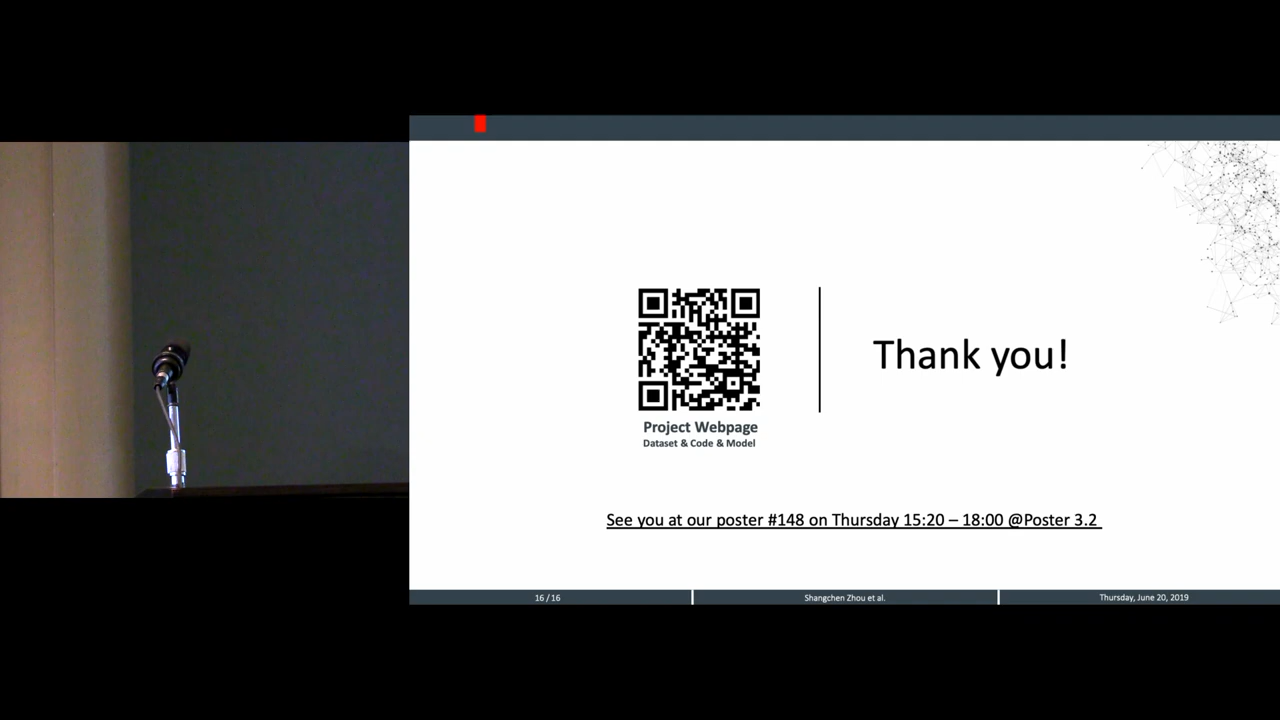 Thank you!
Project Webpage
Dataset & Code & Model
See you at our poster #148 on Thursday 15:20 – 18:00 @Poster 3.2
16 / 16
Shangchen Zhou et al.
Thursday, June 20, 2019